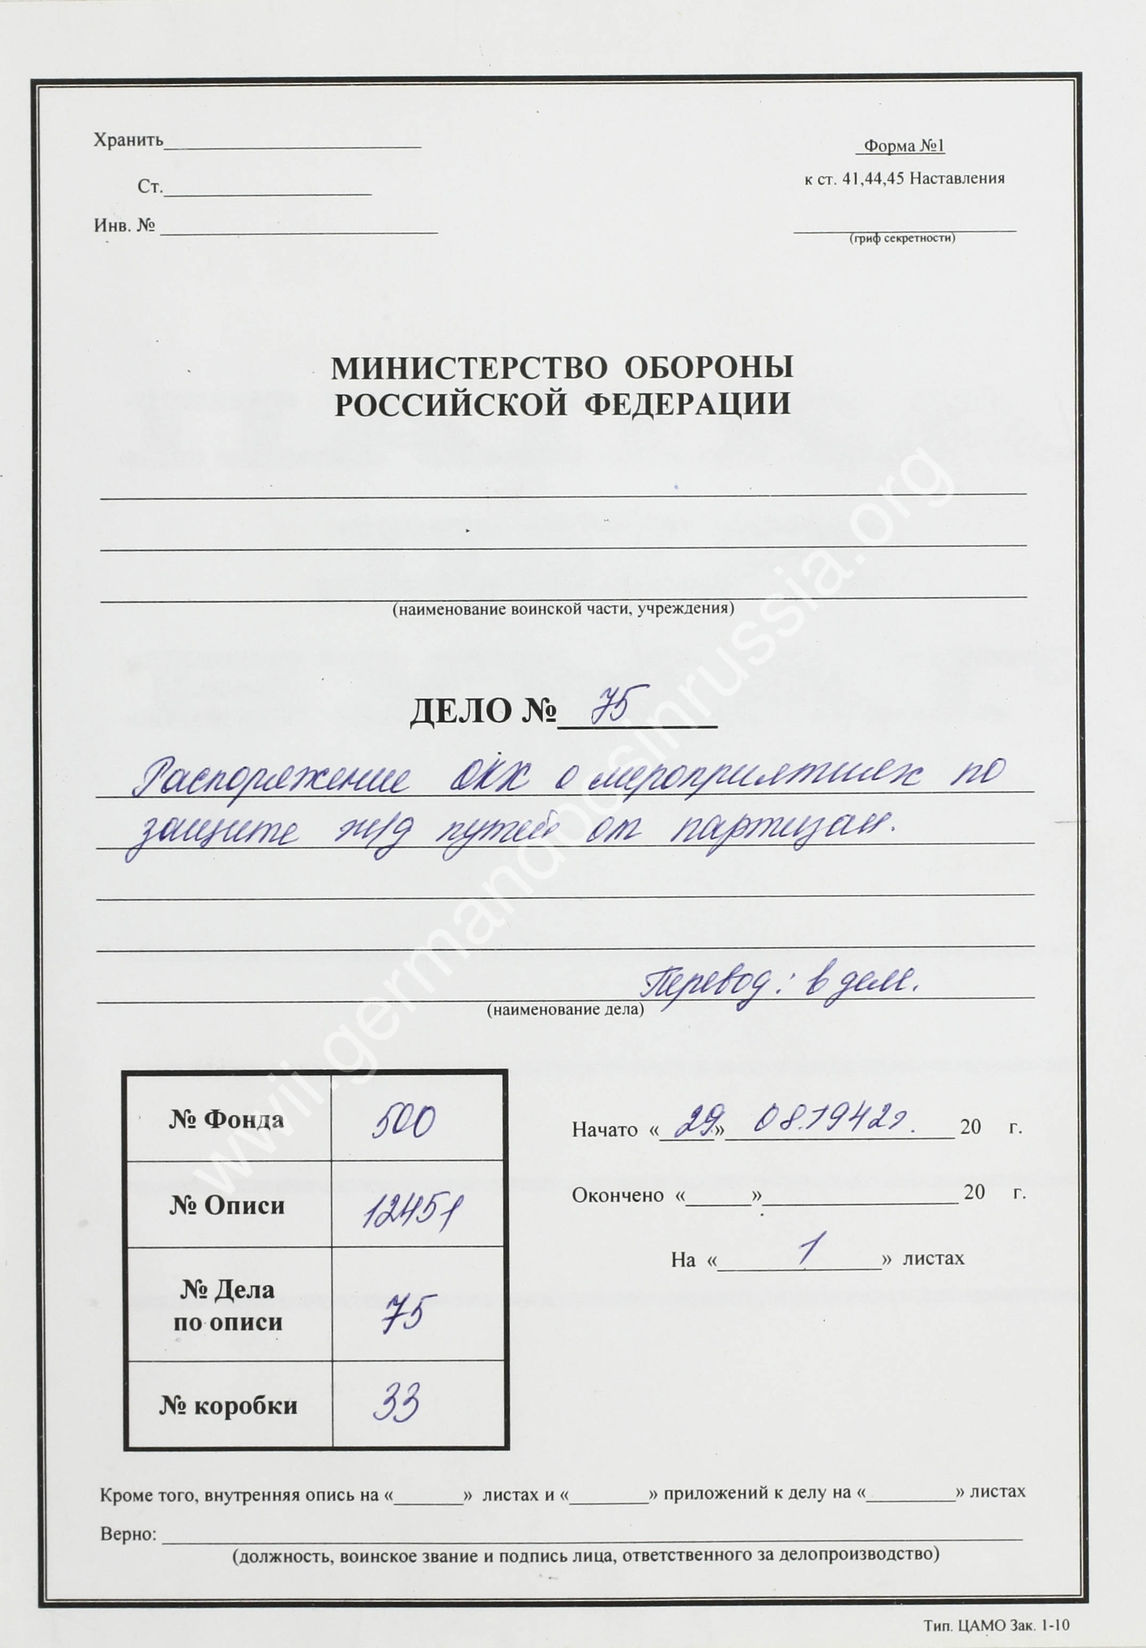 Хранить
Форма №1
Ст.
к ст. 41,44,45 Наставления
Инв. №
(гриф секретности)
МИНИСТЕРСТВО ОБОРОНЫ
РОССИЙСКОЙ ФЕДЕРАЦИИ
(наименование воинской части, учреждения)
ДЕЛО № 75
Распоряжение ОКХ о мероприятиях по
защите ж/д путей от партизан.
Перевод: в деле.
(наименование дела)
№ Фонда 500
Начато «29» 08.1942г. 20 г.
№ Описи 12451
Окончено « » 20 г.
На « 1 » листах
№ Дела
по описи 75
№ коробки 33
Кроме того, внутренняя опись на « » листах и « » приложений к делу на « » листах
Верно:
(должность, воинское звание и подпись лица, ответственного за делопроизводство)
Тип. ЦАМО Зак. 1-10
wwii.germandocsinrussia.org